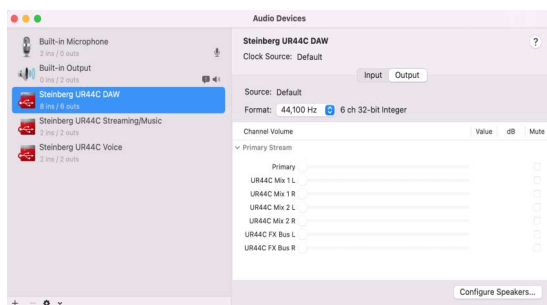 Audio Devices
Built-in Microphone
2 ins / 0 outs
Built-in Output
0 ins / 2 outs
Steinberg UR44C DAW
8 ins / 6 outs
Steinberg UR44C Streaming/Music
2 ins / 2 outs
Steinberg UR44C Voice
2 ins / 2 outs
Steinberg UR44C DAW
?
Clock Source: Default
Input Output
Source: Default
Format: 44,100 Hz 6 ch 32-bit Integer
Channel Volume Value dB Mute
Primary Stream
Primary
UR44C Mix 1 L
UR44C Mix 1 R
UR44C Mix 2 L
UR44C Mix 2 R
UR44C FX Bus L
UR44C FX Bus R
Configure Speakers...